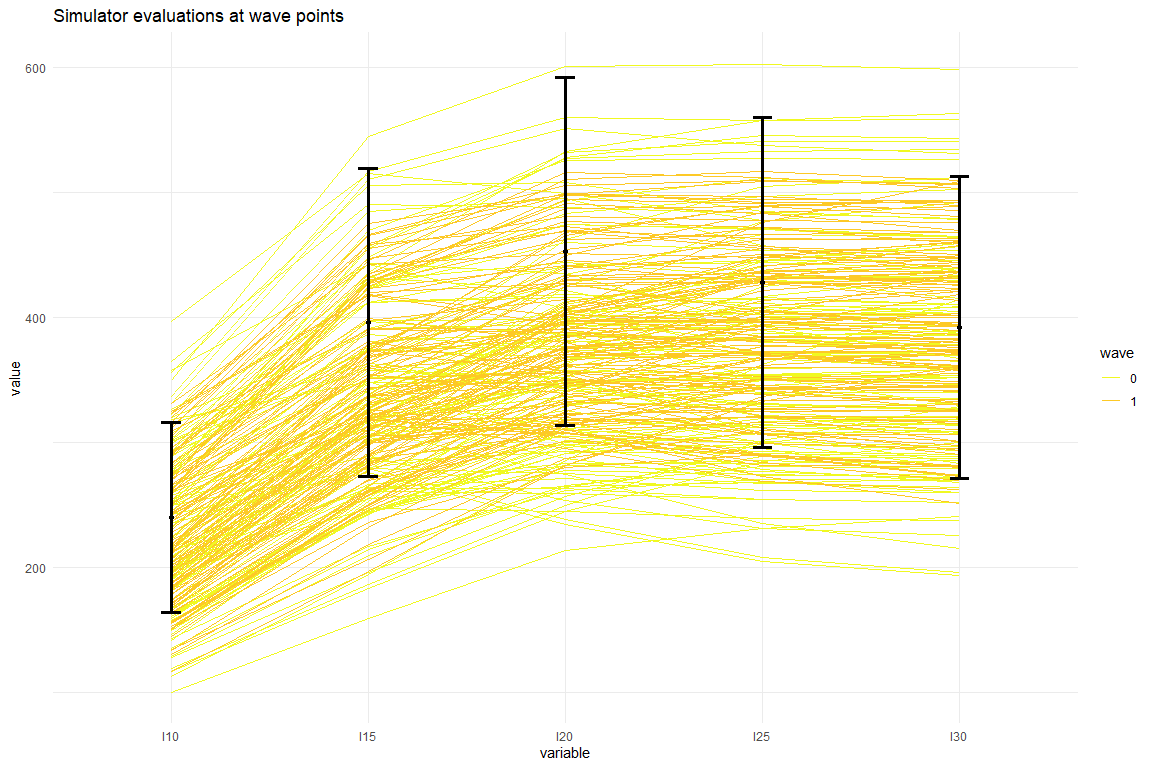 Simulator evaluations at wave points
600
400
200
value
I10
I15
I20
I25
I30
variable
wave
0
1